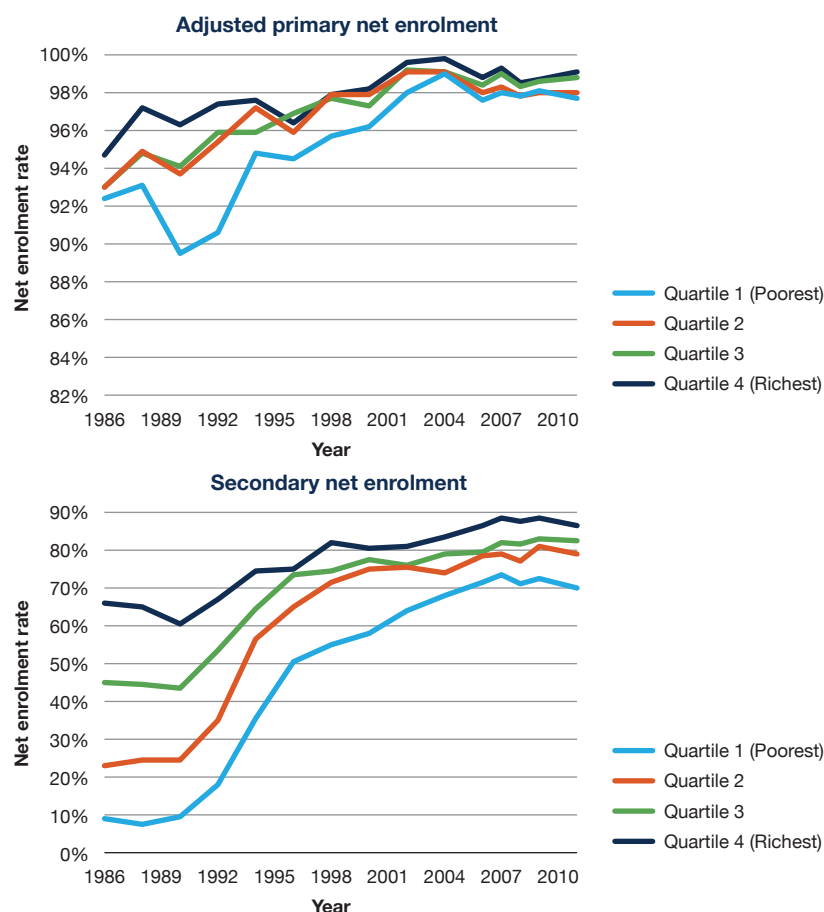 Adjusted primary net enrolment
100%
98%
96%
94%
92%
90%
88%
86%
84%
82%
Net enrolment rate
1986 1989 1992 1995 1998 2001 2004 2007 2010
Year
Quartile 1 (Poorest)
Quartile 2
Quartile 3
Quartile 4 (Richest)
Secondary net enrolment
90%
80%
70%
60%
50%
40%
30%
20%
10%
0%
Net enrolment rate
1986 1989 1992 1995 1998 2001 2004 2007 2010
Year
Quartile 1 (Poorest)
Quartile 2
Quartile 3
Quartile 4 (Richest)